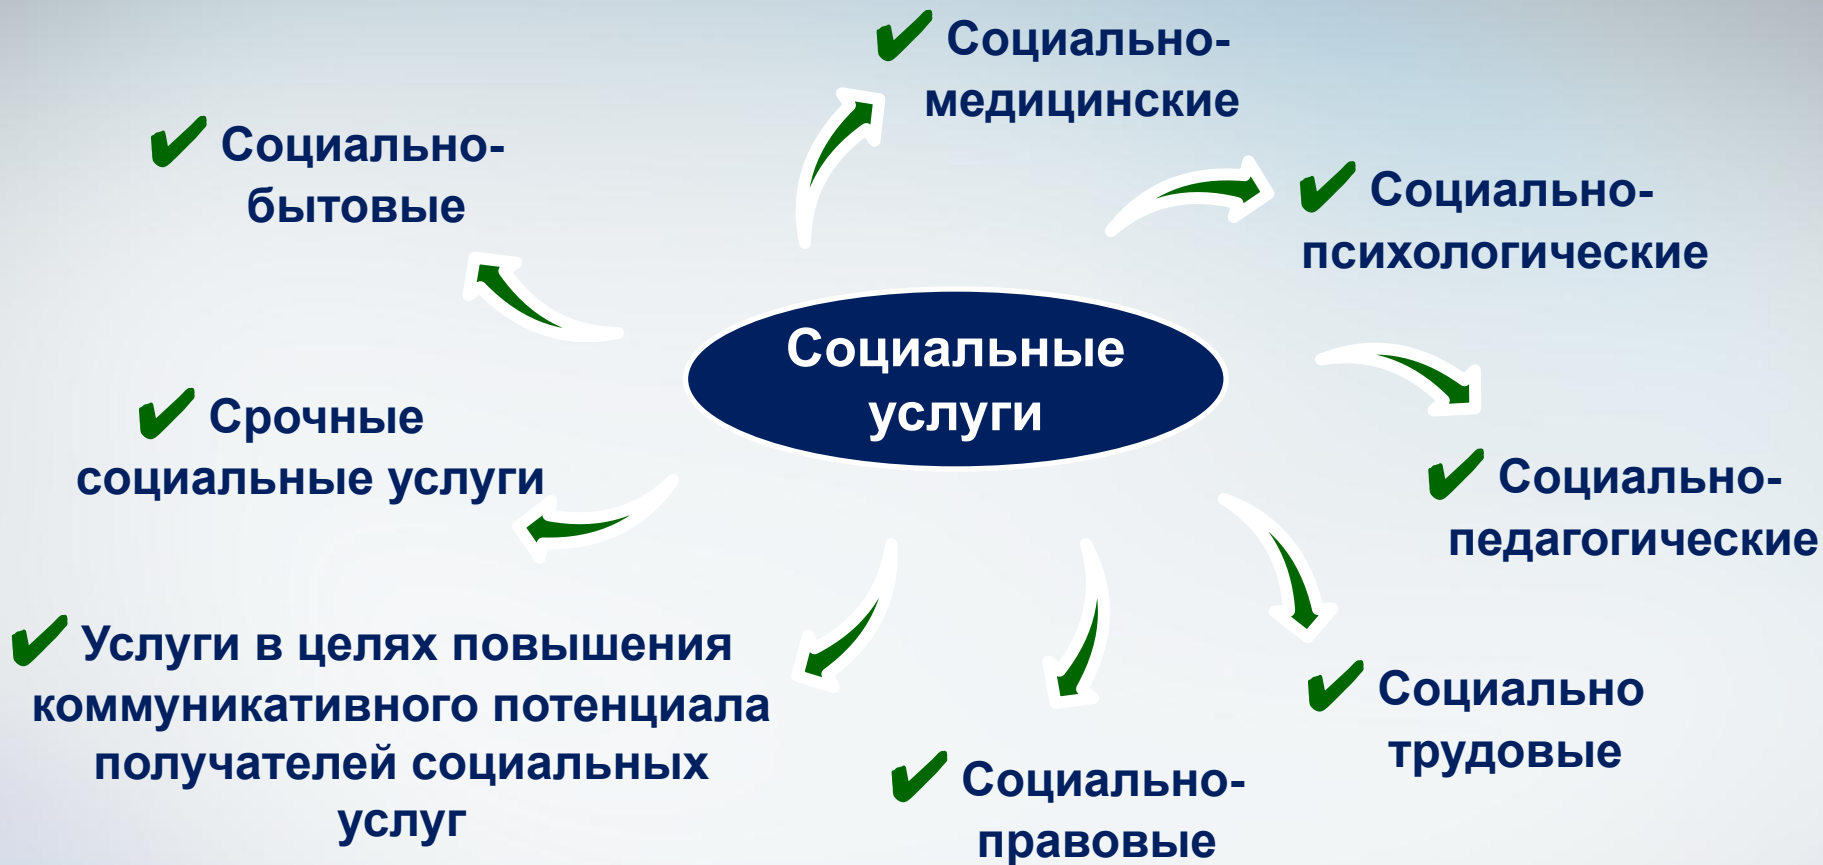 ✔ Социально-
медицинские
✔ Социально-
бытовые
✔ Социально-
психологические
Социальные
услуги
✔ Срочные
социальные услуги
✔ Социально-
педагогические
✔ Услуги в целях повышения
коммуникативного потенциала
получателей социальных
услуг
✔ Социально
трудовые
✔ Социально-
правовые